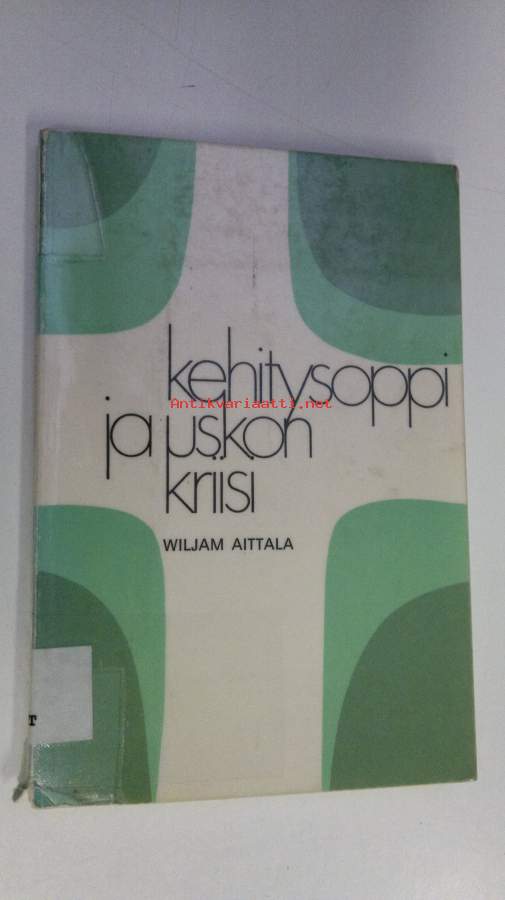 kehitysoppi
Antikvariaatti.net
ja uskon
kriisi
WILJAM AITTALA
T